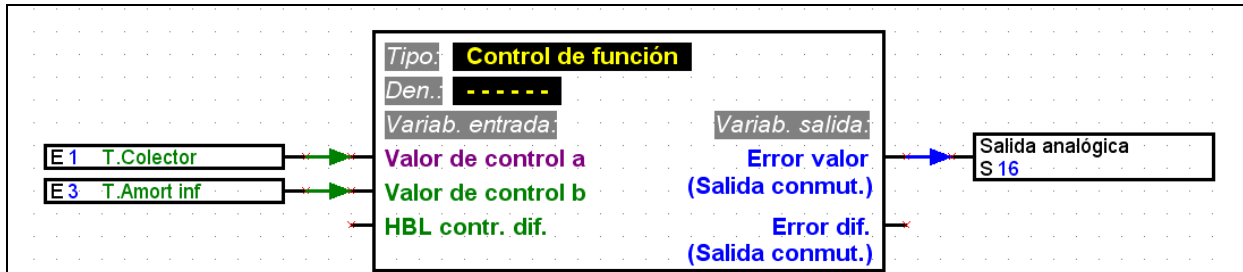 Tipo: Control de función
Den.: - - - - - -
Variab. entrada: Variab. salida:
E 1 T.Colector
Valor de control a
Error valor
(Salida conmut.)
Salida analógica
S 16
E 3 T.Amort inf
Valor de control b
HBL contr. dif.
Error dif.
(Salida conmut.)